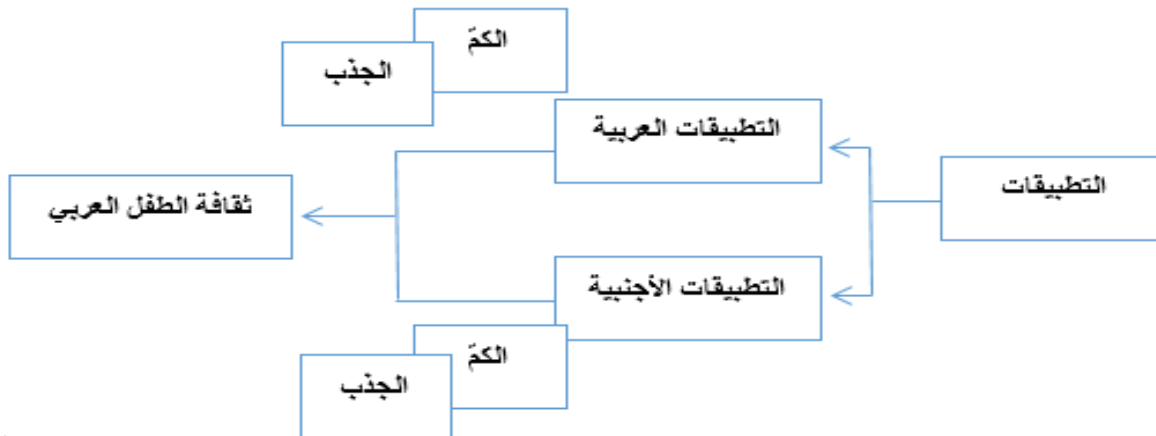 الكمّ
الجذب
التطبيقات العربية
التطبيقات
ثقافة الطفل العربي
التطبيقات الأجنبية
الكمّ
الجذب